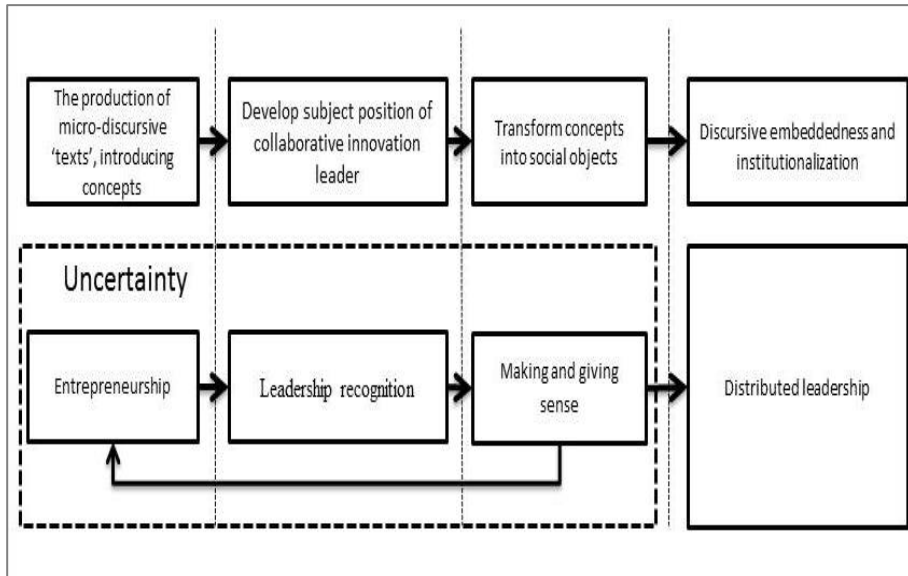 The production of
micro-discursive
‘texts’, introducing
concepts
Develop subject position of
collaborative innovation
leader
Transform concepts
into social objects
Discursive embeddedness and
institutionalization
Uncertainty
Entrepreneurship
Leadership recognition
Making and giving
sense
Distributed leadership